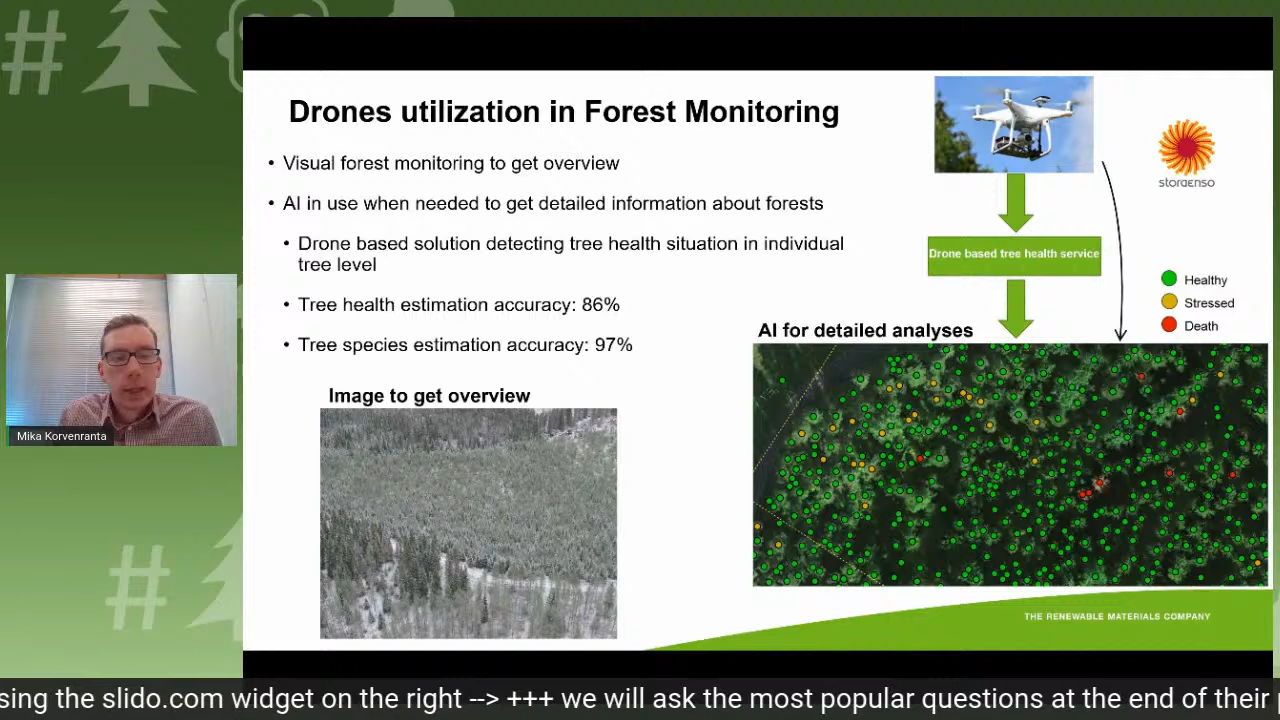 Drones utilization in Forest Monitoring
• Visual forest monitoring to get overview
• AI in use when needed to get detailed information about forests
• Drone based solution detecting tree health situation in individual
tree level
• Tree health estimation accuracy: 86%
• Tree species estimation accuracy: 97%
Image to get overview
storaenso
Drone based tree health service
Healthy
Stressed
Death
AI for detailed analyses
THE RENEWABLE MATERIALS COMPANY
Mika Korvenranta
sing the slido.com widget on the right --> +++ we will ask the most popular questions at the end of their